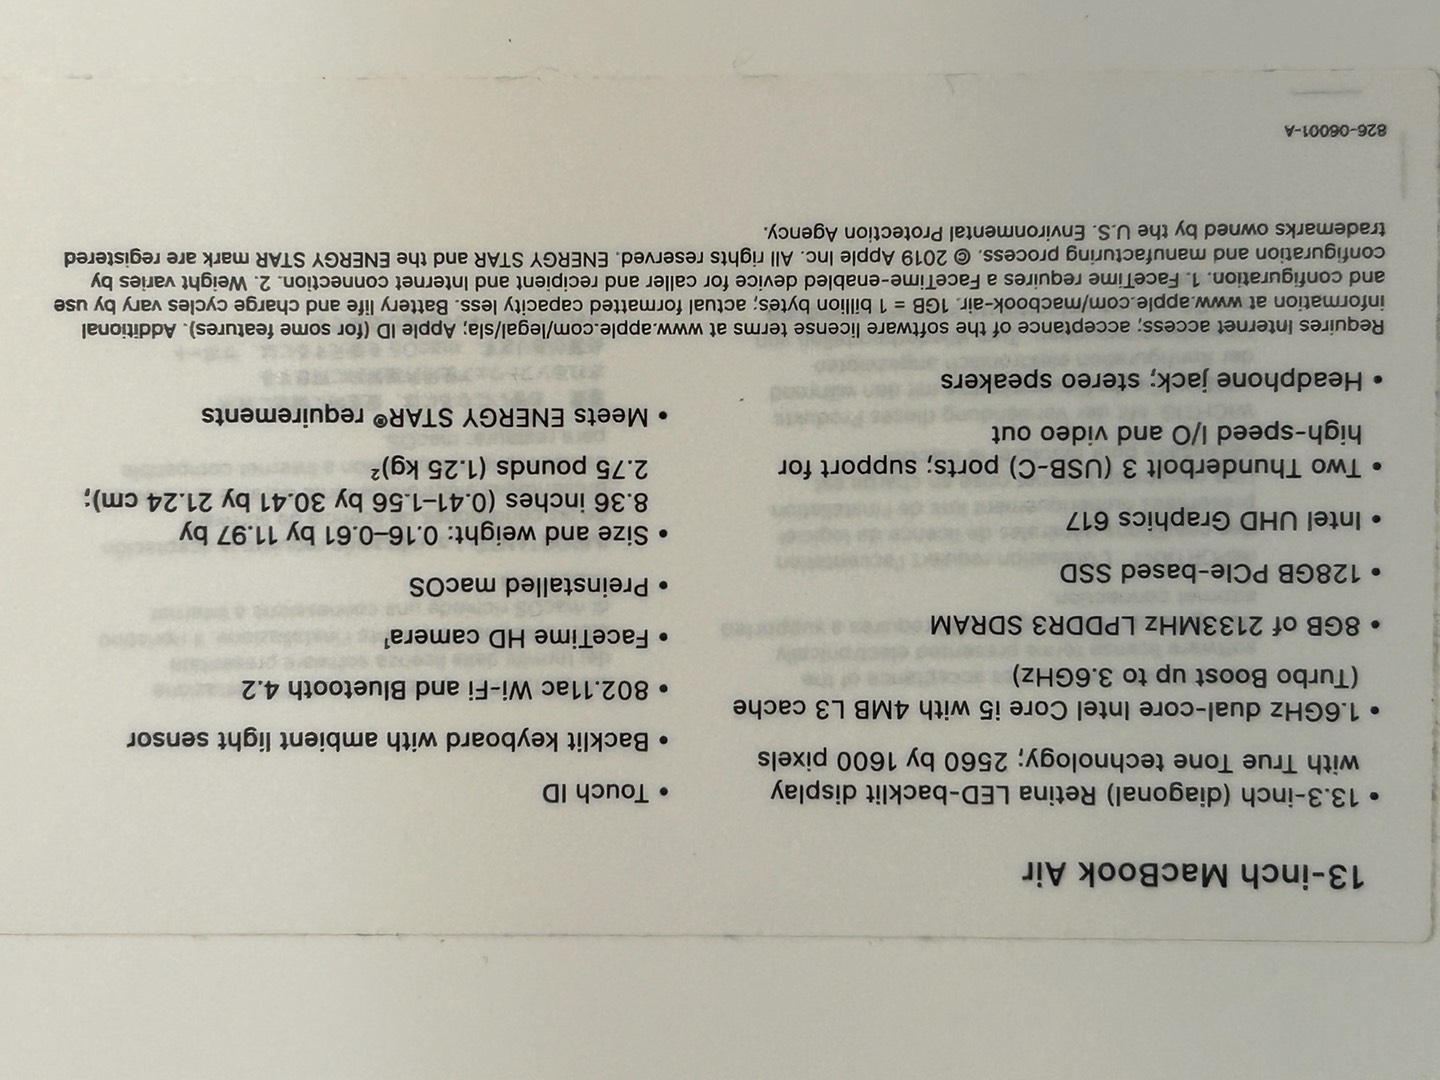 13-inch MacBook Air
• 13.3-inch (diagonal) Retina LED-backlit display
with True Tone technology; 2560 by 1600 pixels
• 1.6GHz dual-core Intel Core i5 with 4MB L3 cache
(Turbo Boost up to 3.6GHz)
• 8GB of 2133MHz LPDDR3 SDRAM
• 128GB PCIe-based SSD
• Intel UHD Graphics 617
• Two Thunderbolt 3 (USB-C) ports; support for
high-speed I/O and video out
• Headphone jack; stereo speakers
• Touch ID
• Backlit keyboard with ambient light sensor
• 802.11ac Wi-Fi and Bluetooth 4.2
• FaceTime HD camera¹
• Preinstalled macOS
• Size and weight: 0.16–0.61 by 11.97 by
8.36 inches (0.41–1.56 by 30.41 by 21.24 cm);
2.75 pounds (1.25 kg)²
• Meets ENERGY STAR® requirements
Requires Internet access; acceptance of the software license terms at www.apple.com/legal/sla; Apple ID (for some features). Additional
information at www.apple.com/macbook-air. 1GB = 1 billion bytes; actual formatted capacity less. Battery life and charge cycles vary by use
and configuration. 1. FaceTime requires a FaceTime-enabled device for caller and recipient and Internet connection. 2. Weight varies by
configuration and manufacturing process. © 2019 Apple Inc. All rights reserved. ENERGY STAR and the ENERGY STAR mark are registered
trademarks owned by the U.S. Environmental Protection Agency.
826-06001-A